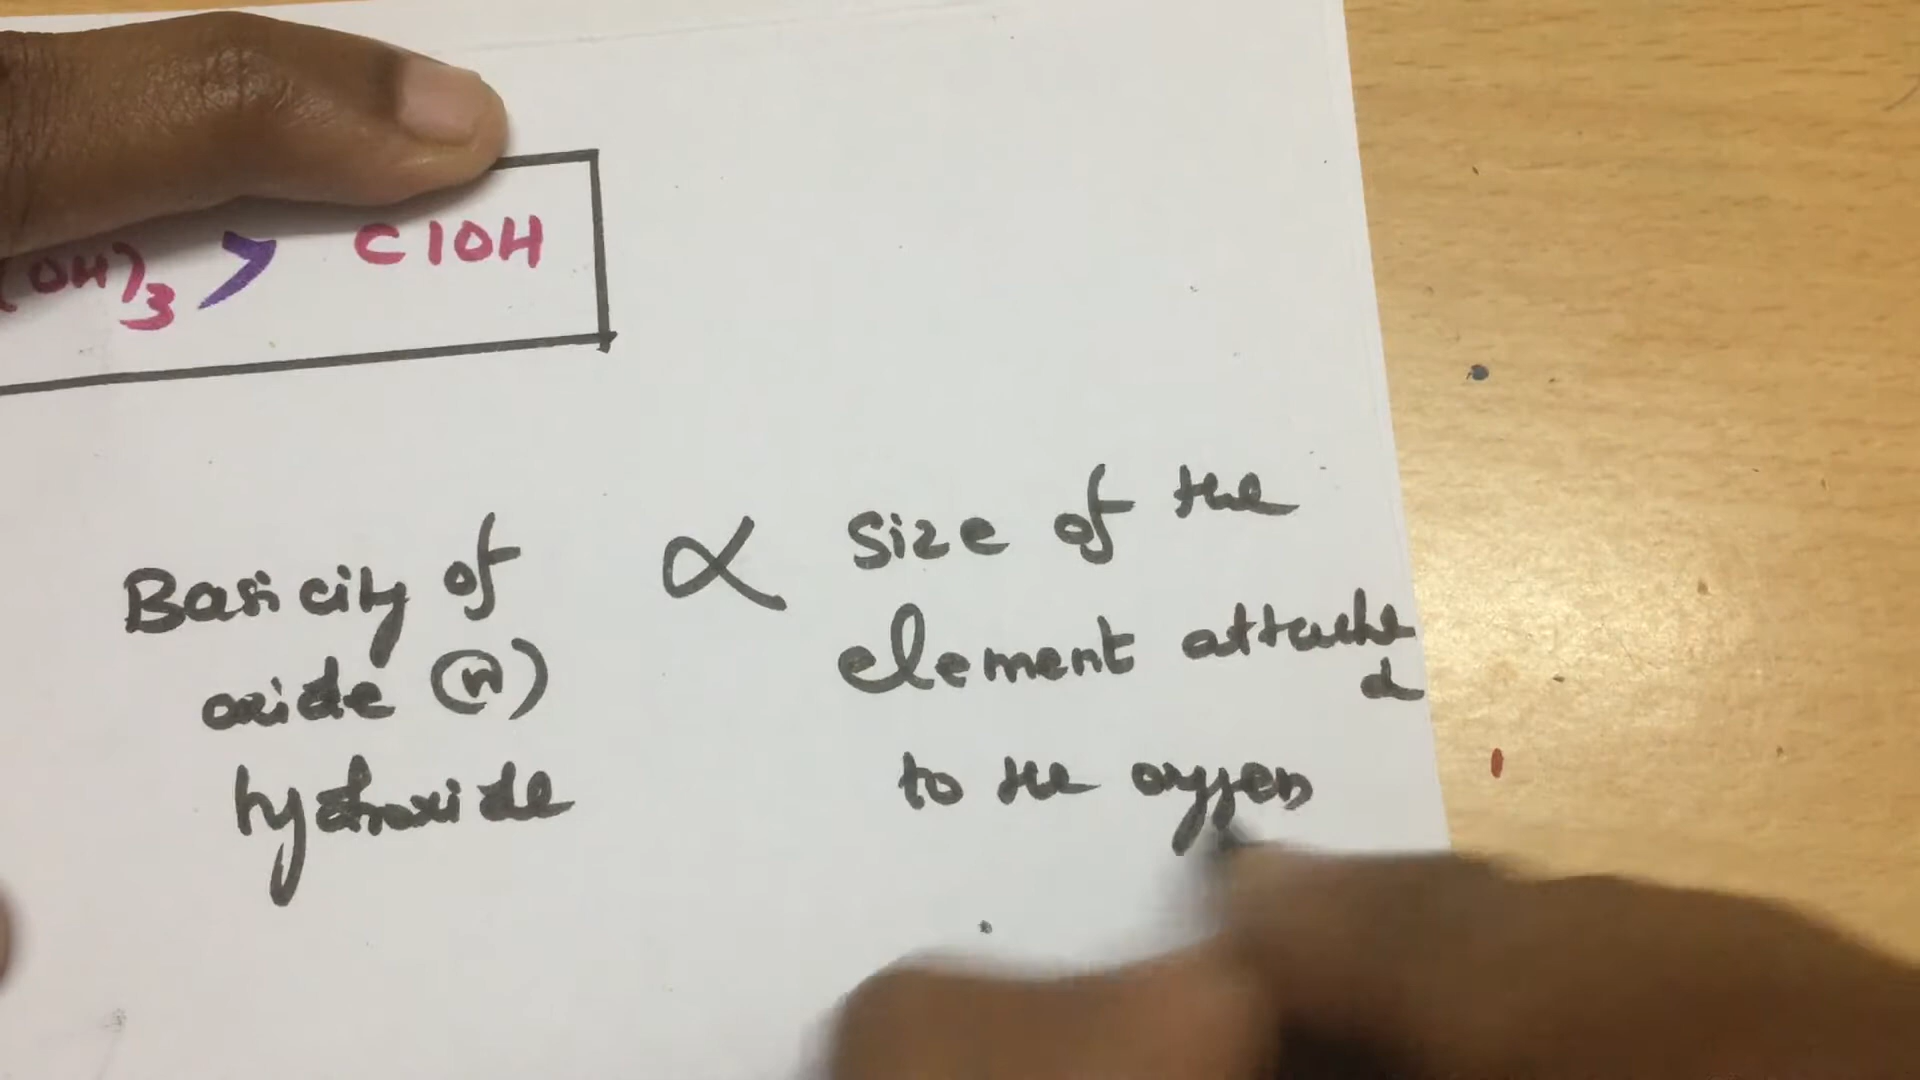 (OH)3 > ClOH
Basicity of ∝ size of the
oxide (or) element attached
hydroxide to the oxygen